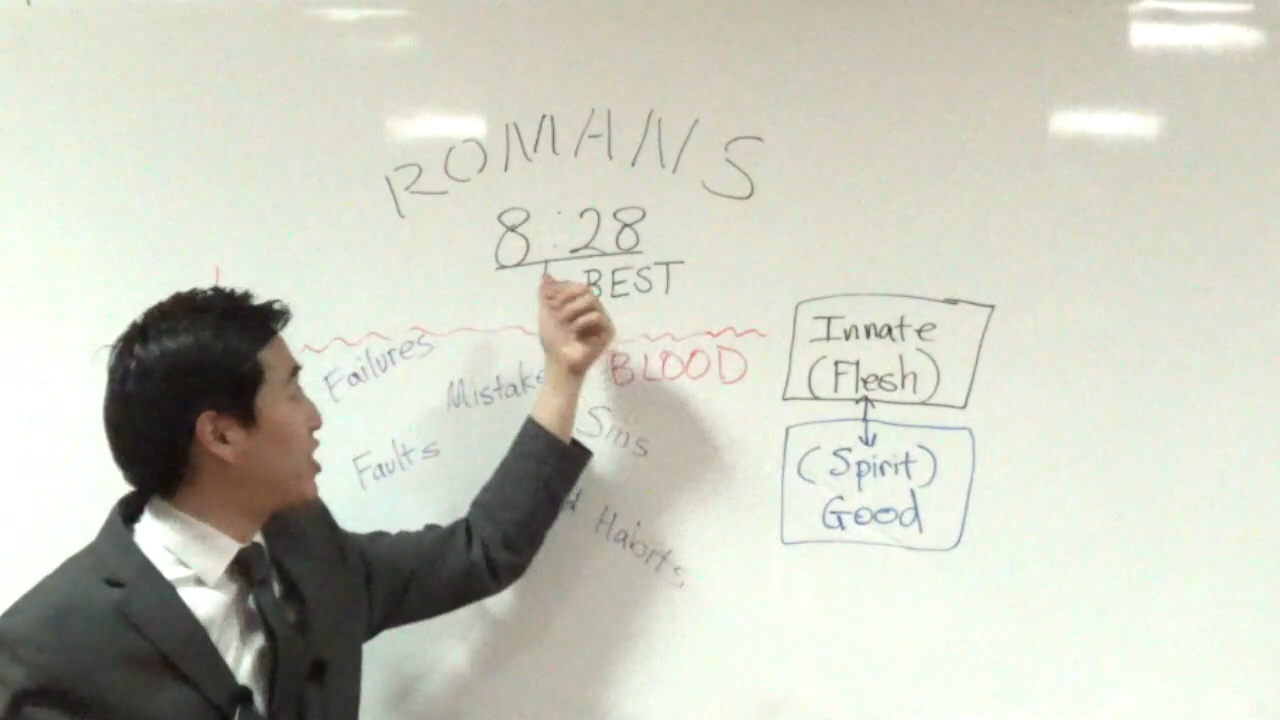 ROMANS
8:28
BEST
Failures
Mistake
BLOOD
Faults
Sins
Habits,
Innate
(Flesh)
(Spirit)
Good